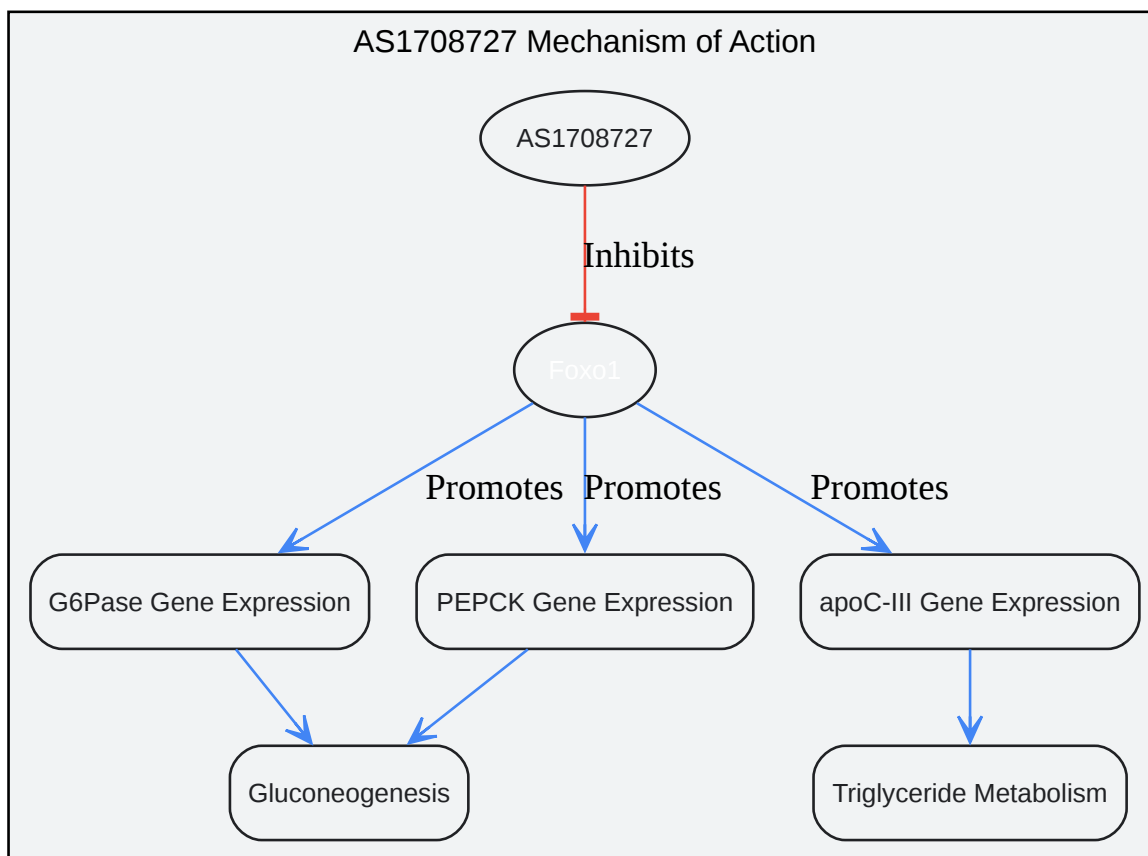 AS1708727 Mechanism of Action
AS1708727
Inhibits
Foxo1
Promotes
Promotes
Promotes
G6Pase Gene Expression
PEPCK Gene Expression
apoC-III Gene Expression
Gluconeogenesis
Triglyceride Metabolism